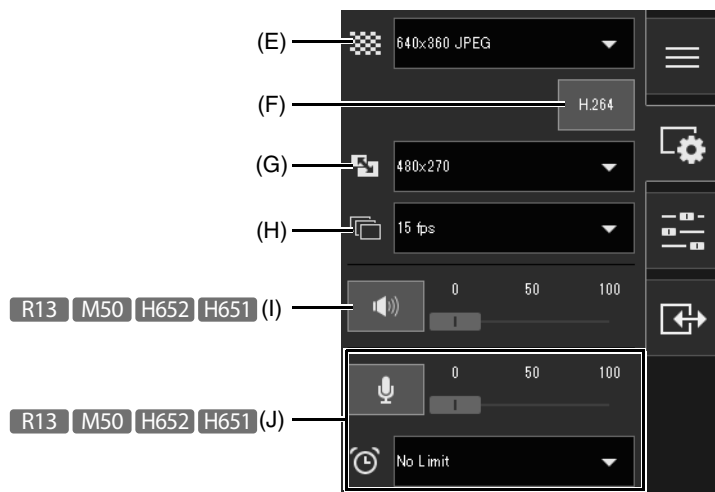 (E) 640x360 JPEG
(F) H.264
(G) 480x270
(H) 15 fps
0 50 100
R13 M50 H652 H651 (I)
0 50 100
R13 M50 H652 H651 (J)
No Limit